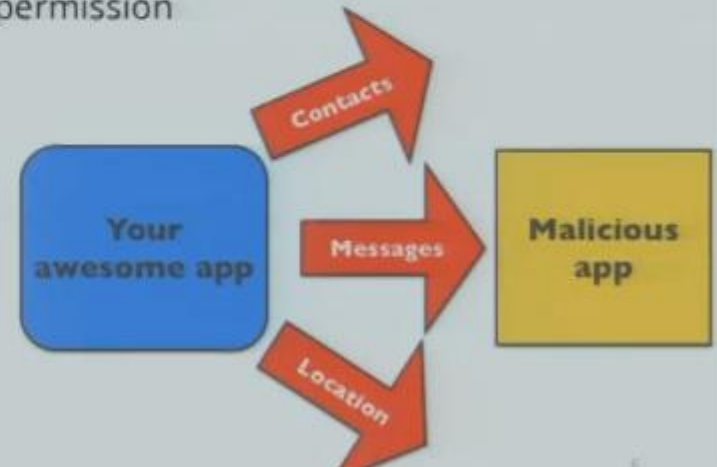 permission
Contacts
Your
awesome app
Messages
Malicious
app
Location